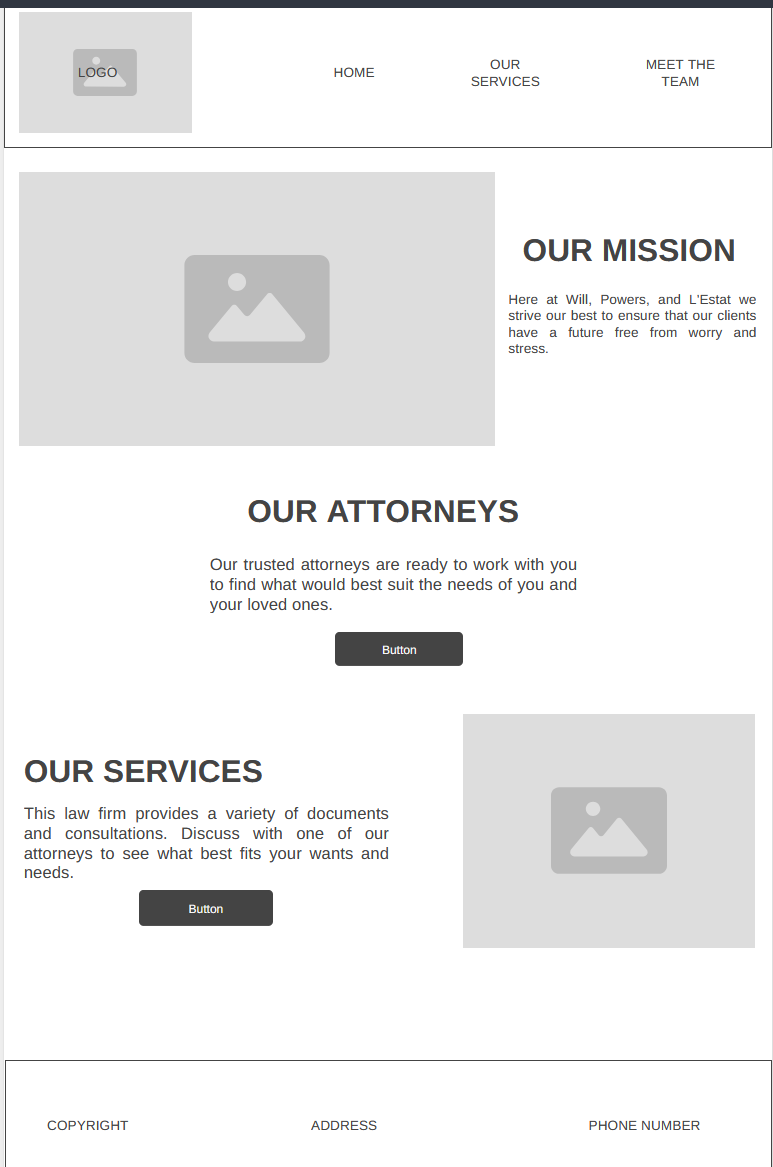 LOGO
HOME
OUR
SERVICES
MEET THE
TEAM
OUR MISSION
Here at Will, Powers, and L'Estat we
strive our best to ensure that our clients
have a future free from worry and
stress.
OUR ATTORNEYS
Our trusted attorneys are ready to work with you
to find what would best suit the needs of you and
your loved ones.
Button
OUR SERVICES
This law firm provides a variety of documents
and consultations. Discuss with one of our
attorneys to see what best fits your wants and
needs.
Button
COPYRIGHT
ADDRESS
PHONE NUMBER